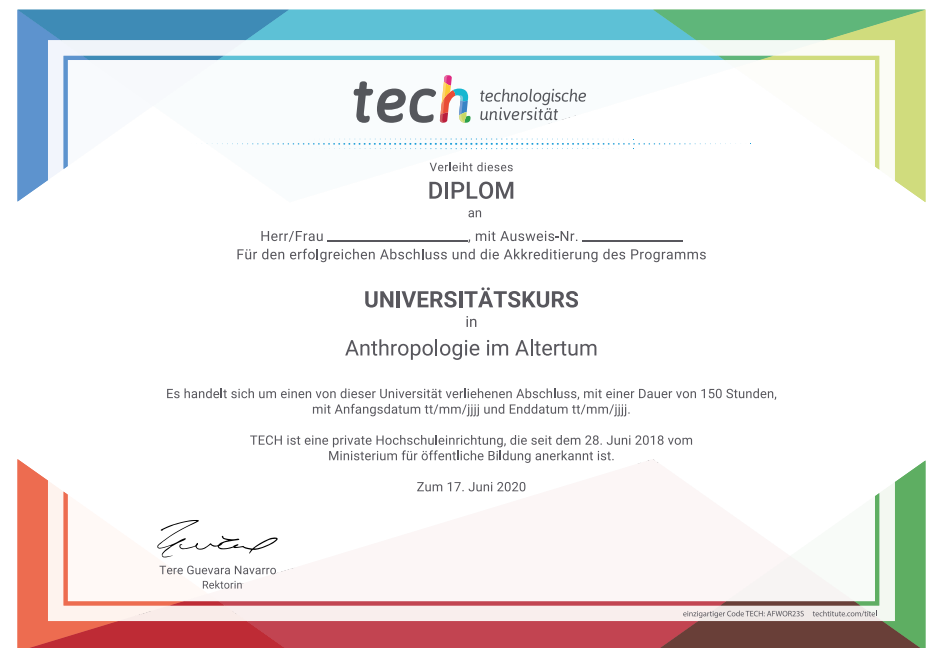 tech technologische
universität
Verleiht dieses
DIPLOM
an
Herr/Frau ____________, mit Ausweis-Nr. ____________
Für den erfolgreichen Abschluss und die Akkreditierung des Programms
UNIVERSITÄTSKURS
in
Anthropologie im Altertum
Es handelt sich um einen von dieser Universität verliehenen Abschluss, mit einer Dauer von 150 Stunden,
mit Anfangsdatum tt/mm/jjjj und Enddatum tt/mm/jjjj.
TECH ist eine private Hochschuleinrichtung, die seit dem 28. Juni 2018 vom
Ministerium für öffentliche Bildung anerkannt ist.
Zum 17. Juni 2020
Tere Guevara Navarro
Rektorin
einzigartiger Code TECH: AFWOR23S techtitute.com/titel